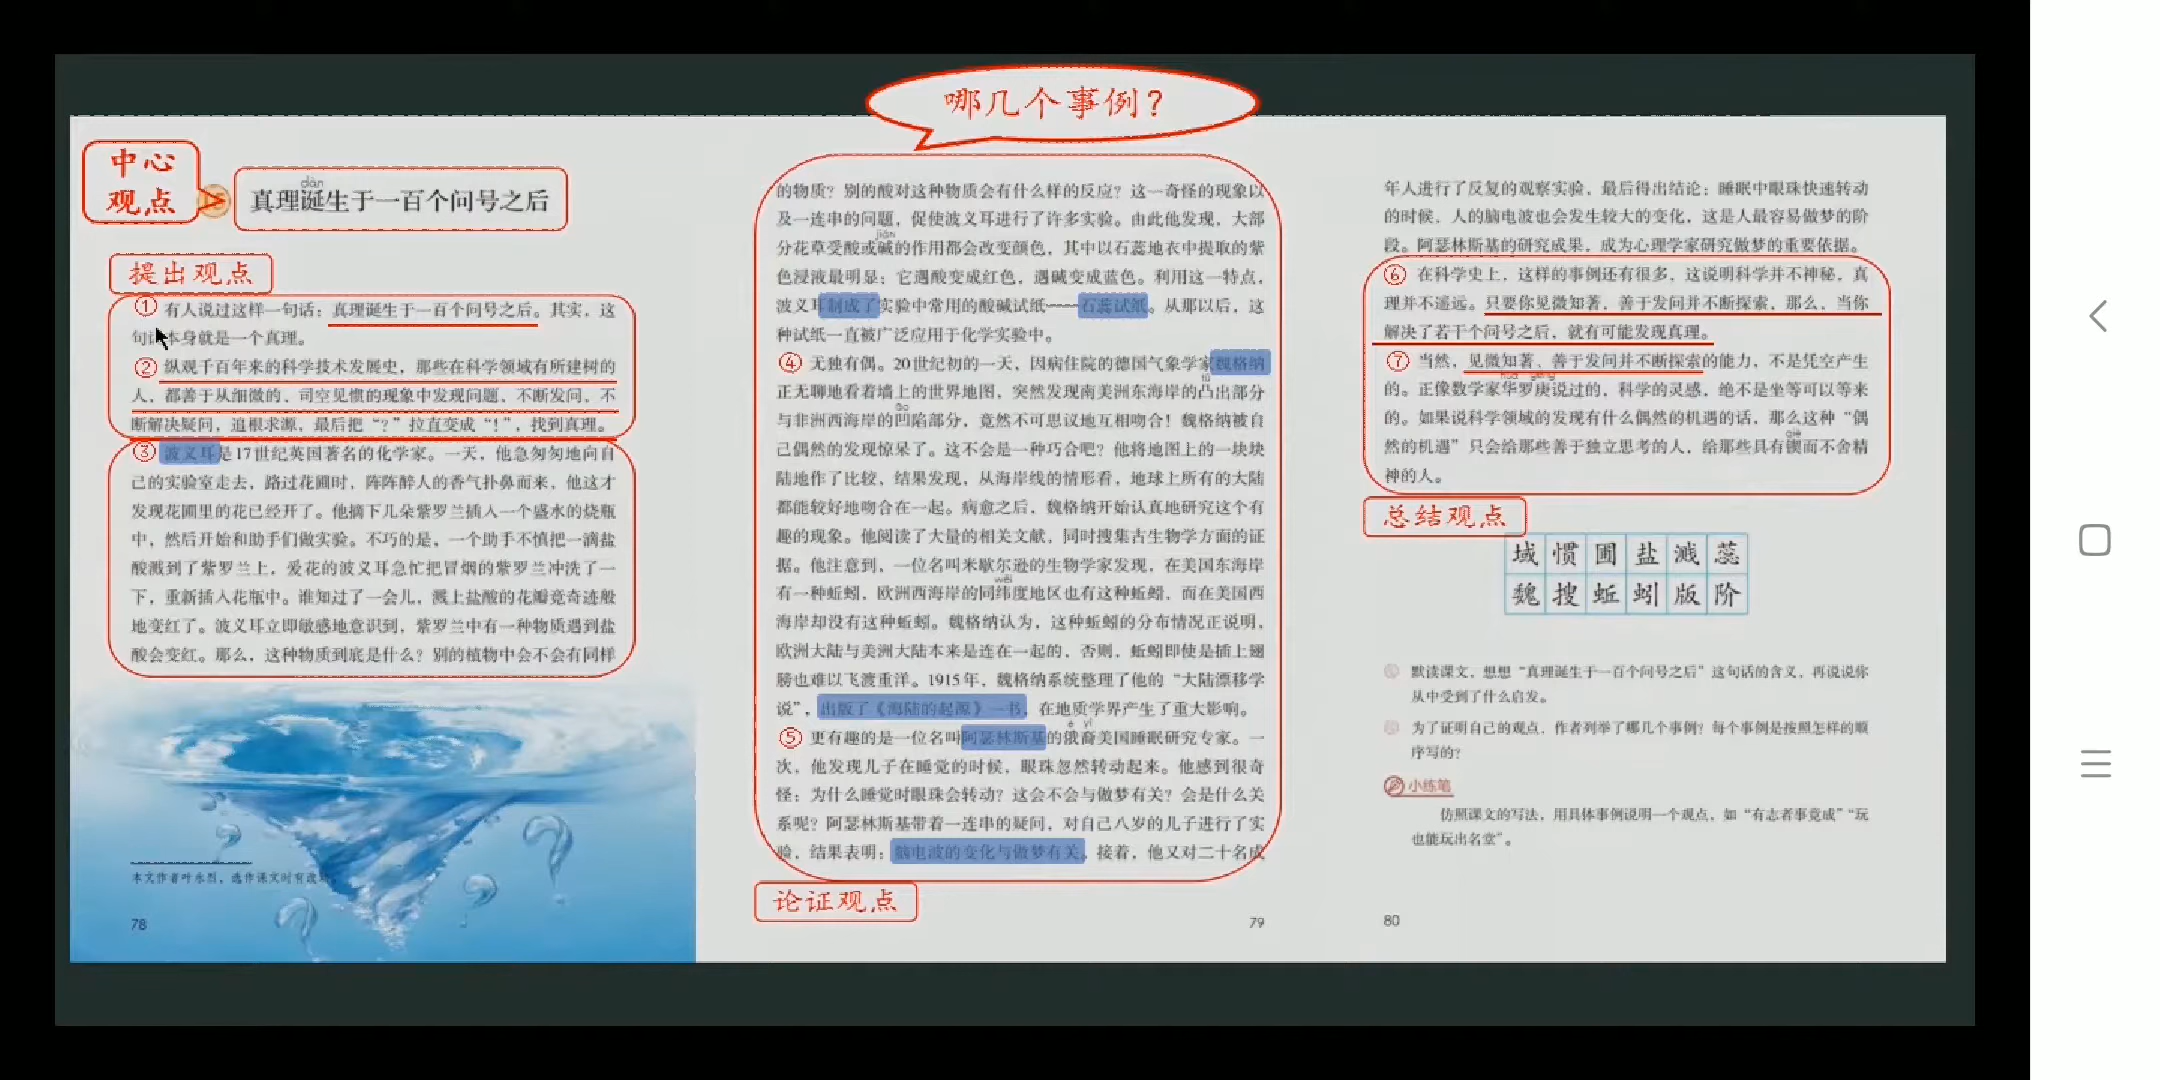 哪几个事例？
中心
观点
dàn
真理诞生于一百个问号之后
提出观点
① 有人说过这样一句话：真理诞生于一百个问号之后。其实，这
句话本身就是一个真理。
② 纵观千百年来的科学技术发展史，那些在科学领域有所建树的
人，都善于从细微的、司空见惯的现象中发现问题，不断发问，不
断解决疑问，追根求源，最后把“？”拉直变成“！”，找到真理。
③ 波义耳是17世纪英国著名的化学家。一天，他急匆匆地向自
己的实验室走去，路过花圃时，阵阵醉人的香气扑鼻而来，他这才
发现花圃里的花已经开了。他摘下几朵紫罗兰插入一个盛水的烧瓶
中，然后开始和助手们做实验。不巧的是，一个助手不慎把一滴盐
酸溅到了紫罗兰上，爱花的波义耳急忙把冒烟的紫罗兰冲洗了一
下，重新插入花瓶中。谁知过了一会儿，溅上盐酸的花瓣竟奇迹般
地变红了。波义耳立即敏感地意识到，紫罗兰中有一种物质遇到盐
酸会变红。那么，这种物质到底是什么？别的植物中会不会有同样
本文作者叶永烈，选作课文时有改动。
78
的物质？别的酸对这种物质会有什么样的反应？这一奇怪的现象以
及一连串的问题，促使波义耳进行了许多实验。由此他发现，大部
jiǎn
分花草受酸或碱的作用都会改变颜色，其中以石蕊地衣中提取的紫
色浸液最明显：它遇酸变成红色，遇碱变成蓝色。利用这一特点，
波义耳制成了实验中常用的酸碱试纸——石蕊试纸。从那以后，这
种试纸一直被广泛应用于化学实验中。
④ 无独有偶。20世纪初的一天，因病住院的德国气象学家魏格纳
tū
正无聊地看着墙上的世界地图，突然发现南美洲东海岸的凸出部分
āo
与非洲西海岸的凹陷部分，竟然不可思议地互相吻合！魏格纳被自
己偶然的发现惊呆了。这不会是一种巧合吧？他将地图上的一块块
陆地作了比较，结果发现，从海岸线的情形看，地球上所有的大陆
都能较好地吻合在一起。病愈之后，魏格纳开始认真地研究这个有
趣的现象。他阅读了大量的相关文献，同时搜集古生物学方面的证
据。他注意到，一位名叫米歇尔逊的生物学家发现，在美国东海岸
wěi
有一种蚯蚓，欧洲西海岸的同纬度地区也有这种蚯蚓，而在美国西
海岸却没有这种蚯蚓。魏格纳认为，这种蚯蚓的分布情况正说明，
欧洲大陆与美洲大陆本来是连在一起的，否则，蚯蚓即使是插上翅
膀也难以飞渡重洋。1915年，魏格纳系统整理了他的“大陆漂移学
说”，出版了《海陆的起源》一书，在地质学界产生了重大影响。
é yì
⑤ 更有趣的是一位名叫阿瑟林斯基的俄裔美国睡眠研究专家。一
次，他发现儿子在睡觉的时候，眼珠忽然转动起来。他感到很奇
怪：为什么睡觉时眼珠会转动？这会不会与做梦有关？会是什么关
系呢？阿瑟林斯基带着一连串的疑问，对自己八岁的儿子进行了实
验，结果表明：脑电波的变化与做梦有关。接着，他又对二十名成
论证观点
79
年人进行了反复的观察实验，最后得出结论：睡眠中眼珠快速转动
的时候，人的脑电波也会发生较大的变化，这是人最容易做梦的阶
段。阿瑟林斯基的研究成果，成为心理学家研究做梦的重要依据。
⑥ 在科学史上，这样的事例还有很多，这说明科学并不神秘，真
理并不遥远。只要你见微知著，善于发问并不断探索，那么，当你
解决了若干个问号之后，就有可能发现真理。
⑦ 当然，见微知著、善于发问并不断探索的能力，不是凭空产生
huà gēng
的。正像数学家华罗庚说过的，科学的灵感，绝不是坐等可以等来
的。如果说科学领域的发现有什么偶然的机遇的话，那么这种“偶
qiè
然的机遇”只会给那些善于独立思考的人，给那些具有锲而不舍精
神的人。
总结观点
域惯圃盐溅蕊
魏搜蚯蚓版阶
默读课文，想想“真理诞生于一百个问号之后”这句话的含义，再说说你
从中受到了什么启发。
为了证明自己的观点，作者列举了哪几个事例？每个事例是按照怎样的顺
序写的？
小练笔
仿照课文的写法，用具体事例说明一个观点，如“有志者事竟成”“玩
也能玩出名堂”。
80